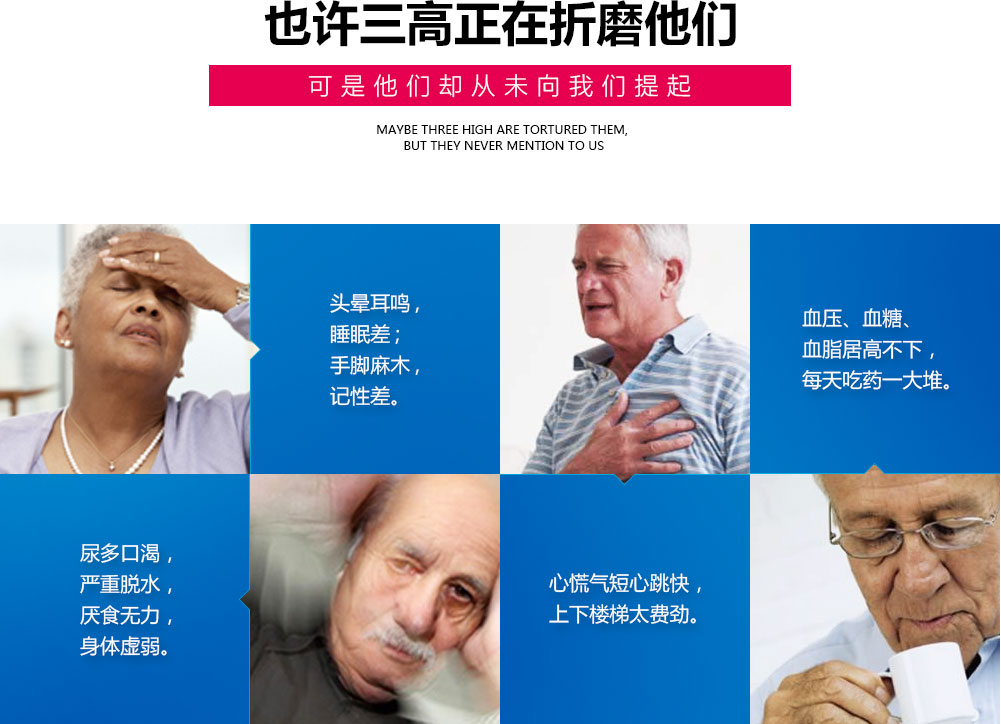 也许三高正在折磨他们
可是他们却从未向我们提起
MAYBE THREE HIGH ARE TORTURED THEM,
BUT THEY NEVER MENTION TO US
头晕耳鸣，
睡眠差；
手脚麻木，
记性差。
血压、血糖、
血脂居高不下，
每天吃药一大堆。
尿多口渴，
严重脱水，
厌食无力，
身体虚弱。
心慌气短心跳快，
上下楼梯太费劲。